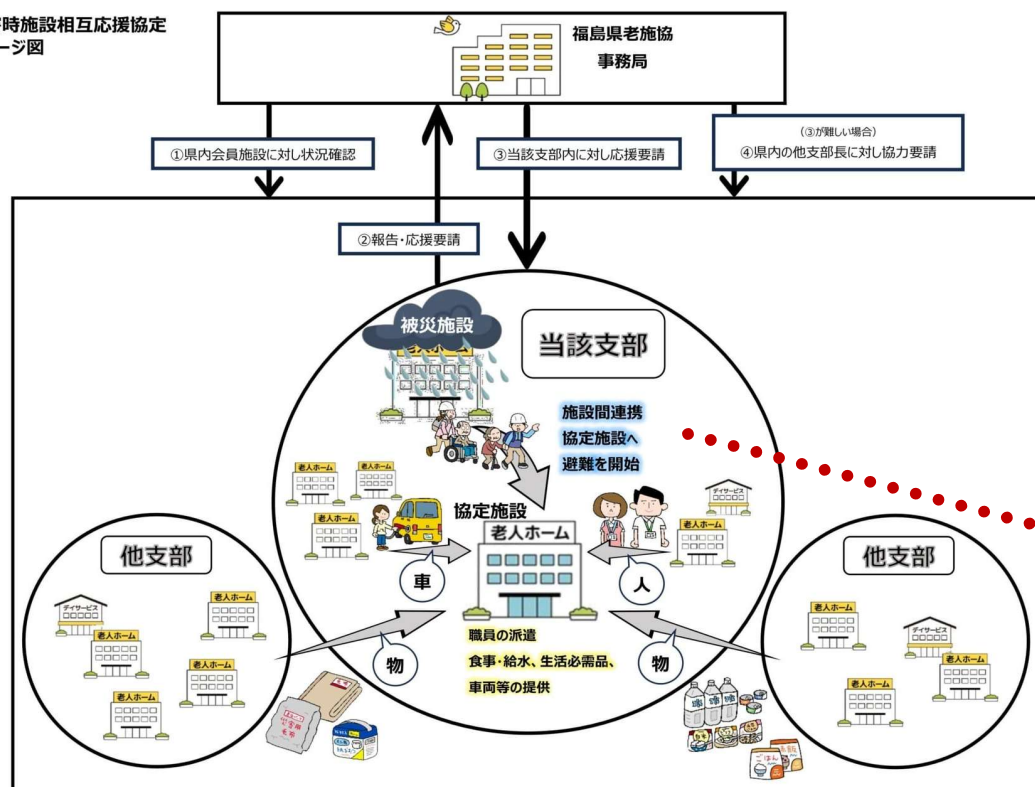 時施設相互応援協定
ージ図
福島県老施協
事務局
①県内会員施設に対し状況確認
③当該支部内に対し応援要請
(③が難しい場合)
④県内の他支部長に対し協力要請
②報告・応援要請
被災施設
老人ホーム
当該支部
施設間連携
協定施設へ
避難を開始
老人ホーム
老人ホーム
老人ホーム
協定施設
老人ホーム
デイサービス
老人ホーム
車
人
他支部
デイサービス
老人ホーム
老人ホーム
老人ホーム
老人ホーム
物
職員の派遣
食事・給水、生活必需品、
車両等の提供
物
他支部
老人ホーム
デイサービス
老人ホーム
老人ホーム
毛布
ごはん